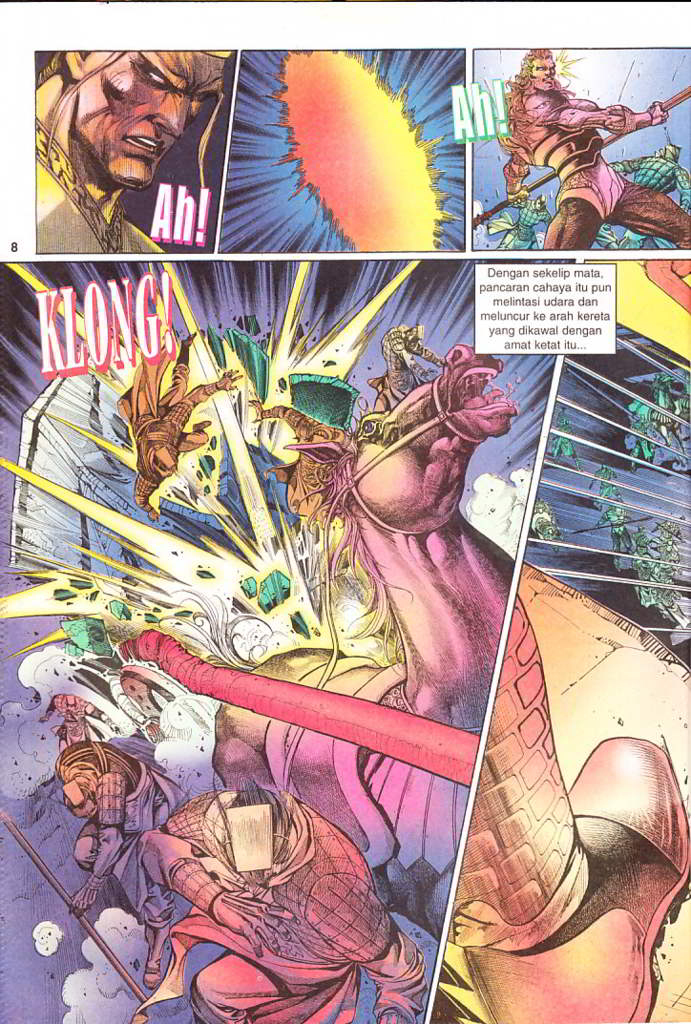 Ah!
Ah!
8
KLONG!
Dengan sekelip mata,
pancaran cahaya itu pun
melintasi udara dan
meluncur ke arah kereta
yang dikawal dengan
amat ketat itu...